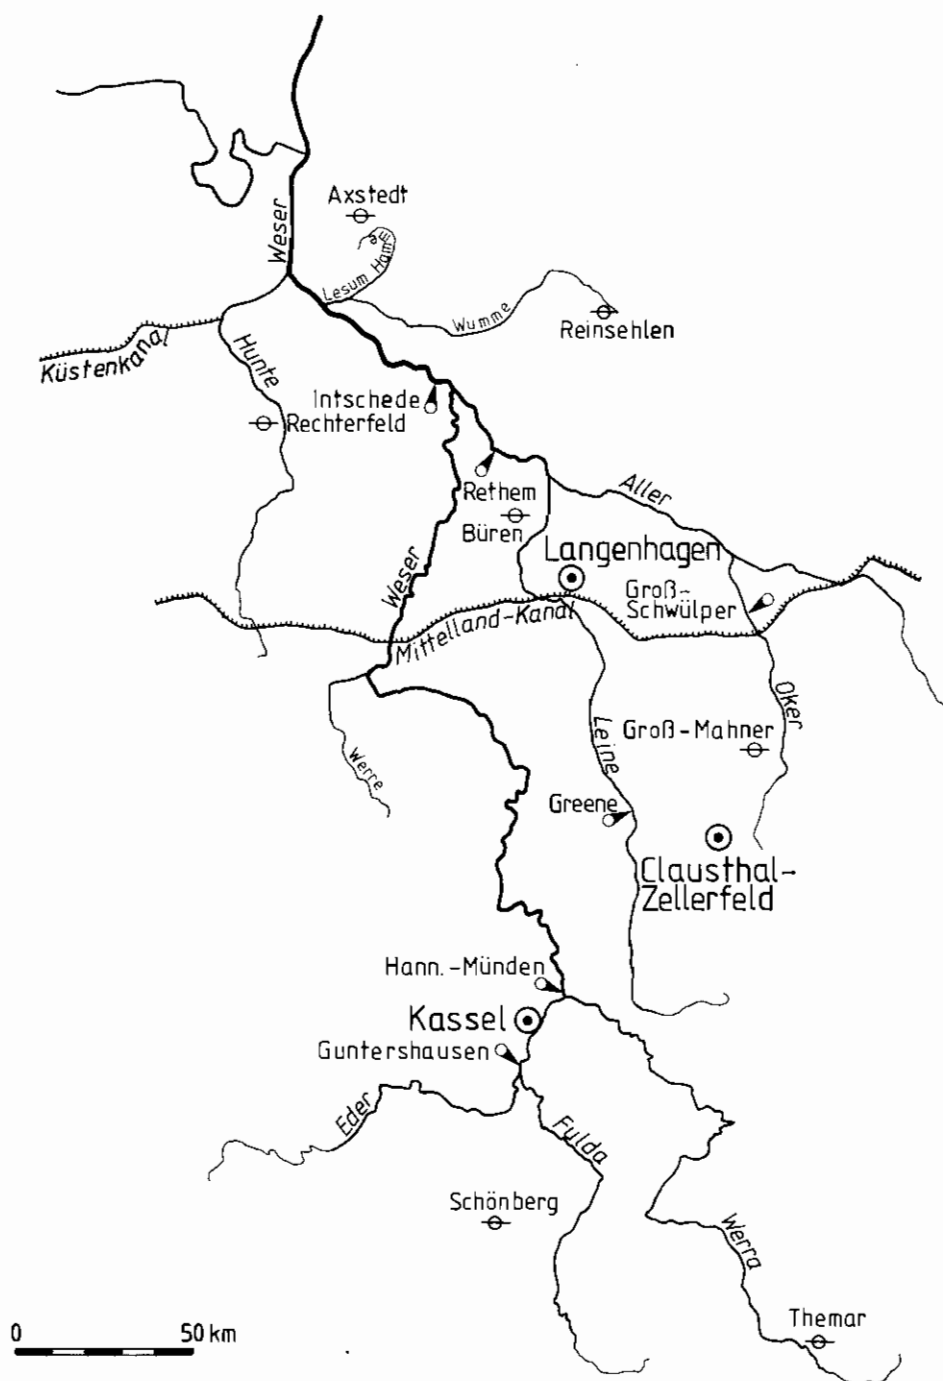 Axstedt
Weser
Lesum Hamme
Wumme
Reinsehlen
Küstenkanal
Hunte
Intschede
Rechterfeld
Aller
Rethem
Büren
Langenhagen
Weser
Groß-
Schwülper
Mittelland-Kanal
Oker
Leine
Groß-Mahner
Werre
Greene
Clausthal-
Zellerfeld
Hann.-Münden
Kassel
Guntershausen
Eder
Fulda
Schönberg
Werra
Themar
0 50 km